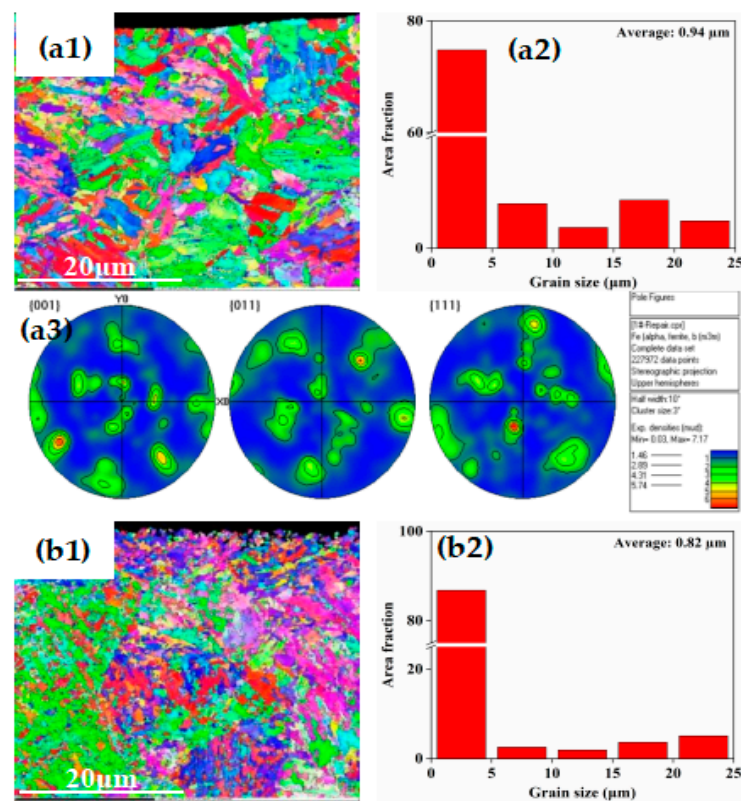 (a1)
20μm
(a2)
Average: 0.94 μm
80
60
0
Area fraction
0 5 10 15 20 25
Grain size (μm)
(a3)
{001}
Y0
X0
{011}
{111}
Pole Figures
[1#-Repair.cpr]
Fe (alpha, ferrite, b (m3m)
Complete data set
227972 data points
Stereographic projection
Upper hemispheres
Half width:10°
Cluster size:3°
Exp. densities (mud):
Min= 0.03, Max= 7.17
1.46
2.89
4.31
5.74
(b1)
20μm
(b2)
Average: 0.82 μm
100
80
20
0
Area fraction
0 5 10 15 20 25
Grain size (μm)